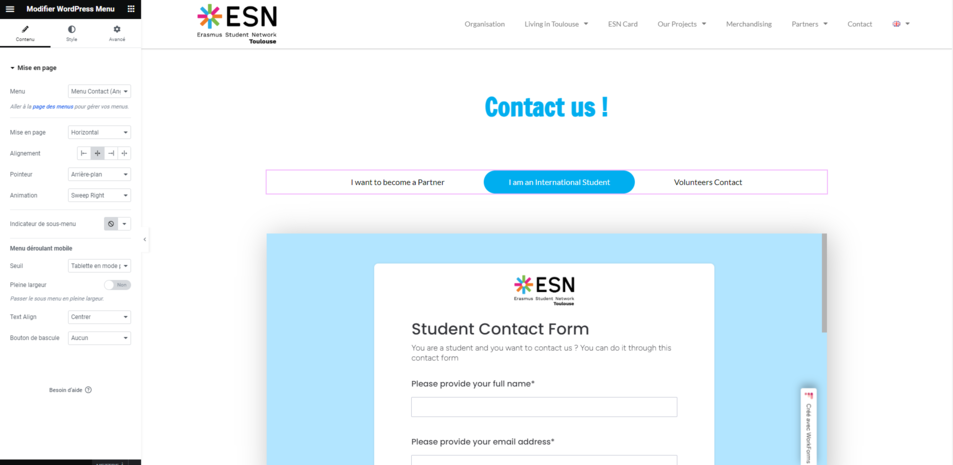 Modifier WordPress Menu
Contenu
Style
Avancé
Mise en page
Menu
Menu Contact (An
Aller à la page des menus pour gérer vos menus.
Mise en page
Horizontal
Alignement
Pointeur
Arrière-plan
Animation
Sweep Right
Indicateur de sous-menu
Menu déroulant mobile
Seuil
Tablette en mode p
Pleine largeur
Non
Passer le sous menu en pleine largeur.
Text Align
Centrer
Bouton de bascule
Aucun
Besoin d'aide
ESN
Erasmus Student Network
Toulouse
Organisation
Living in Toulouse
ESN Card
Our Projects
Merchandising
Partners
Contact
Contact us !
I want to become a Partner
I am an International Student
Volunteers Contact
ESN
Erasmus Student Network
Toulouse
Student Contact Form
You are a student and you want to contact us ? You can do it through this
contact form
Please provide your full name*
Please provide your email address*
Créé avec WorkForms